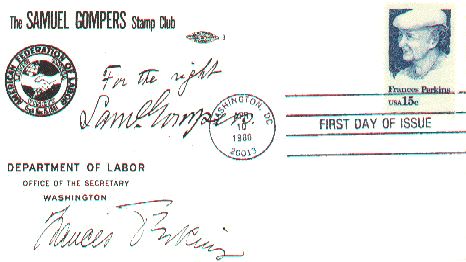 The SAMUEL GOMPERS Stamp Club
AMERICAN FEDERATION OF LABOR
For the right
Saml. Gompers.
Frances Perkins
USA 15c
WASHINGTON, DC
APR
10
1980
20013
FIRST DAY OF ISSUE
DEPARTMENT OF LABOR
OFFICE OF THE SECRETARY
WASHINGTON
Frances Perkins